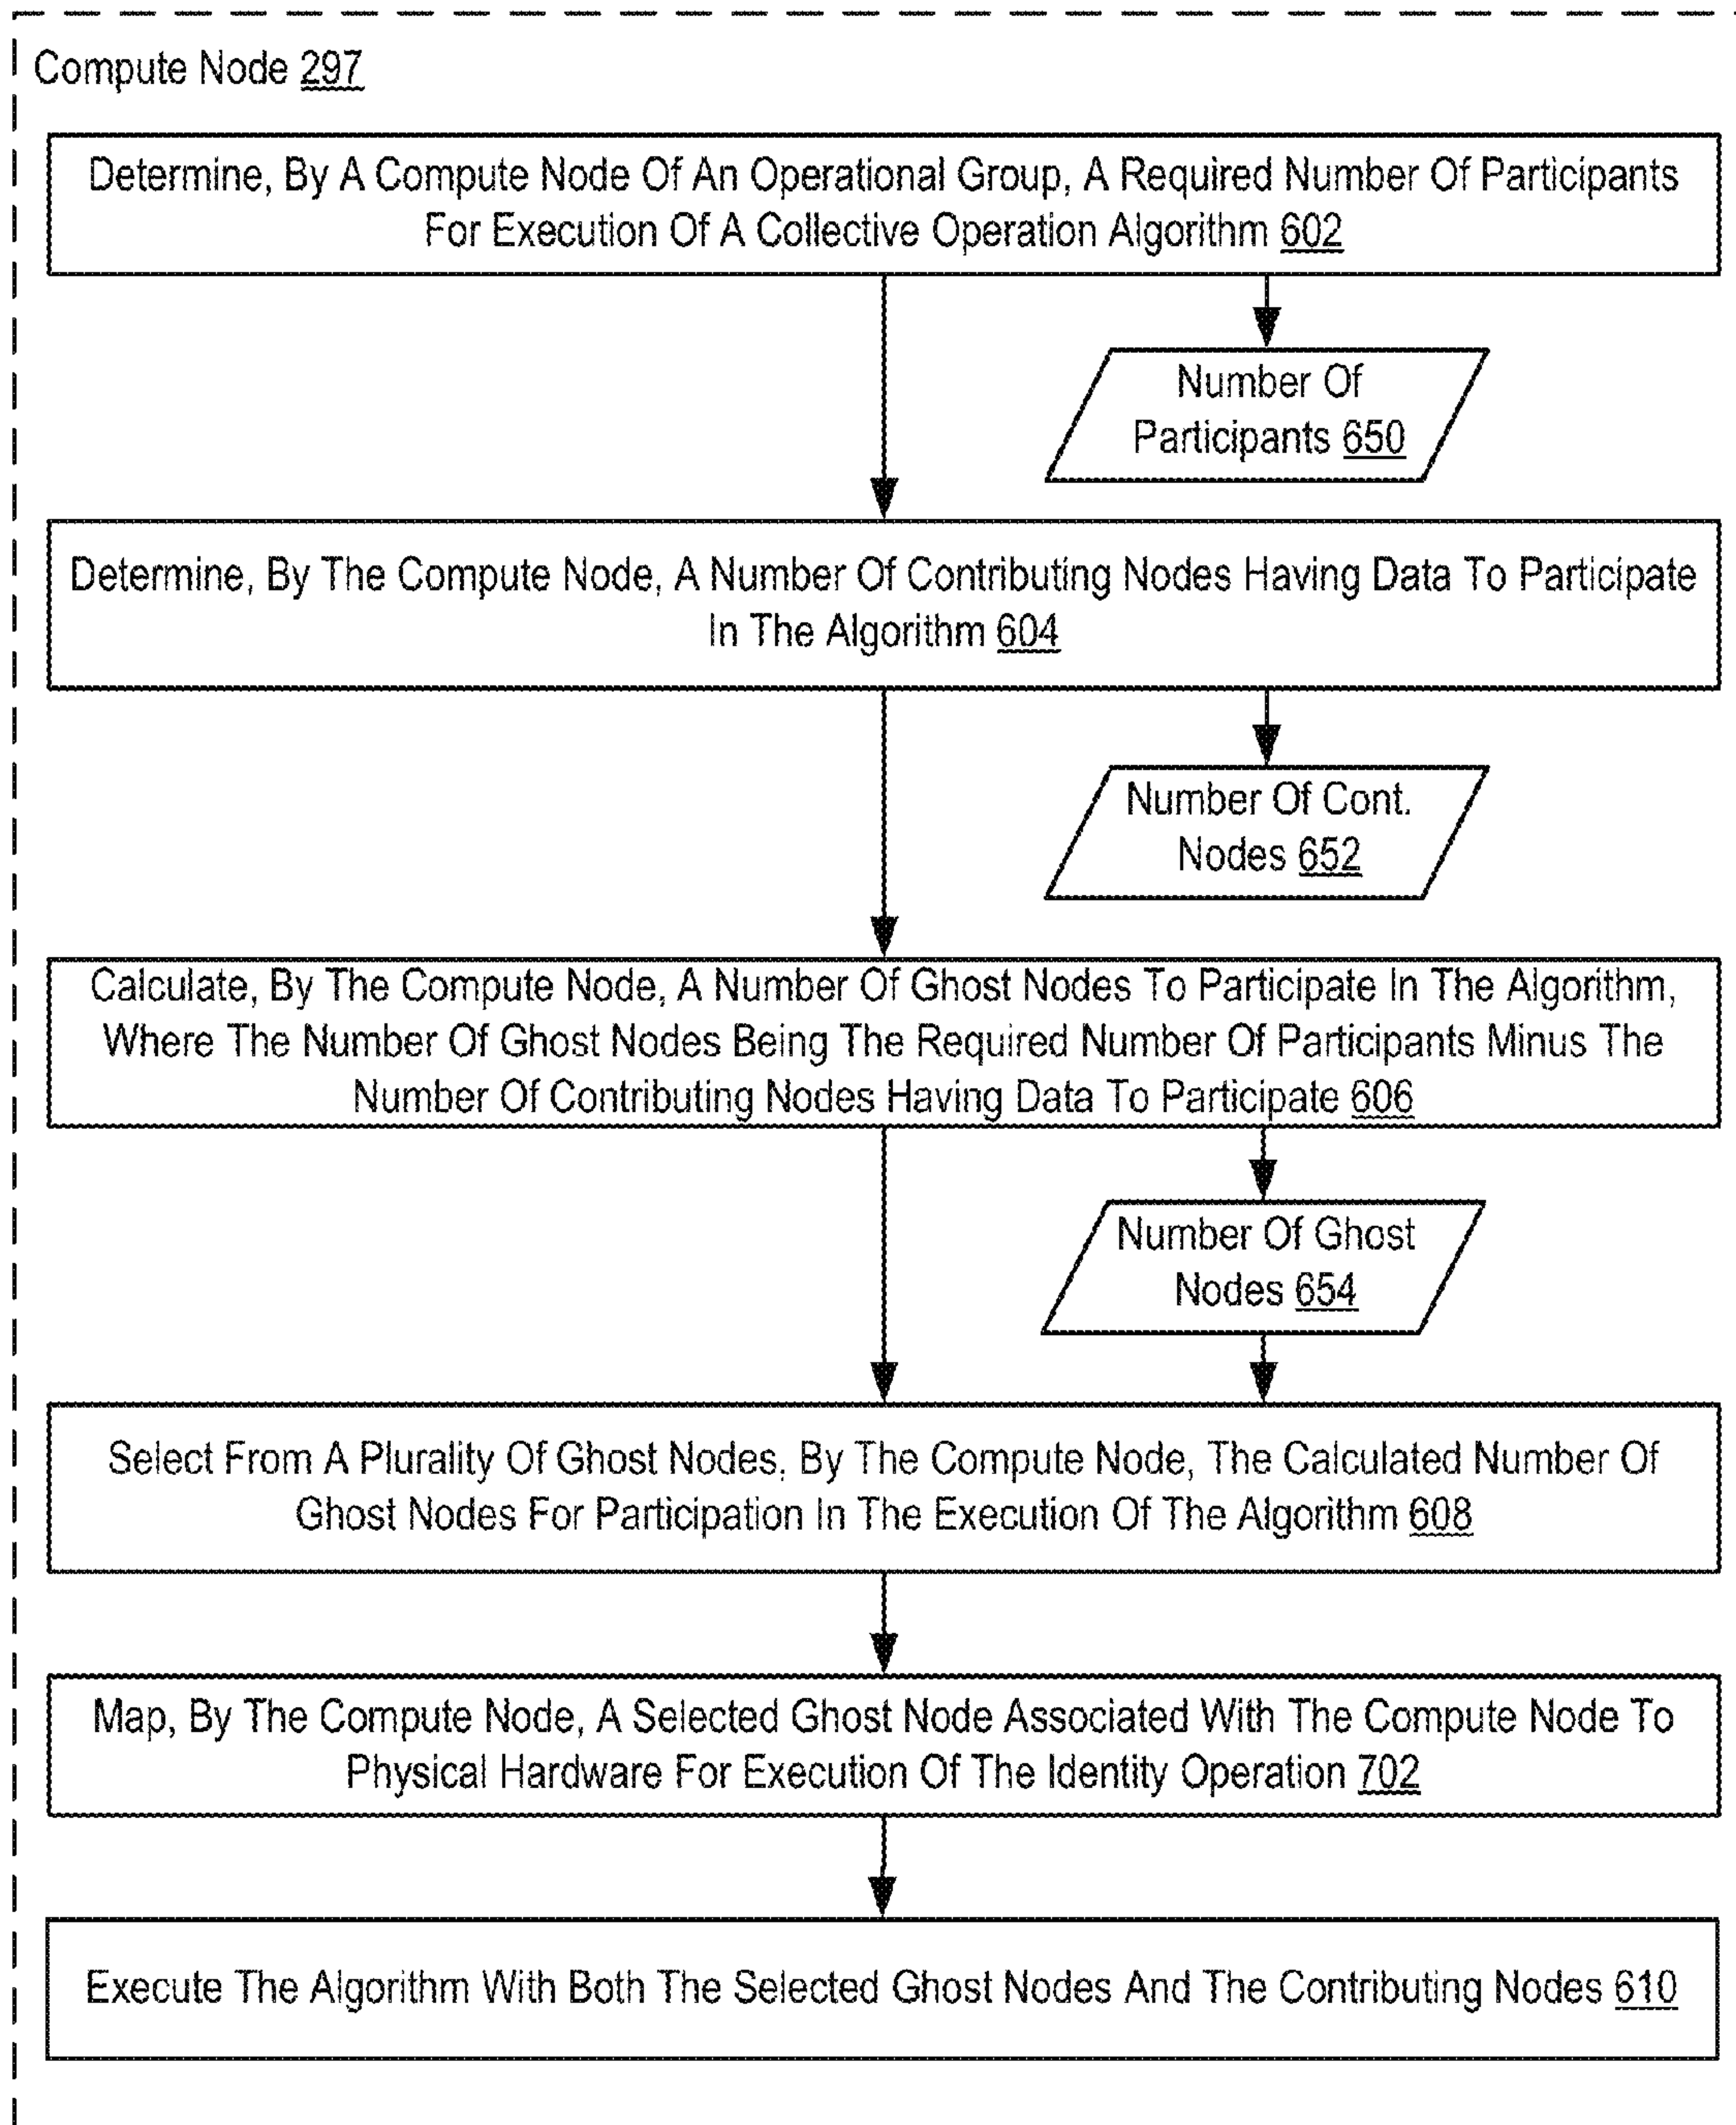 Compute Node 297
Determine, By A Compute Node Of An Operational Group, A Required Number Of Participants
For Execution Of A Collective Operation Algorithm 602
Number Of
Participants 650
Determine, By The Compute Node, A Number Of Contributing Nodes Having Data To Participate
In The Algorithm 604
Number Of Cont.
Nodes 652
Calculate, By The Compute Node, A Number Of Ghost Nodes To Participate In The Algorithm,
Where The Number Of Ghost Nodes Being The Required Number Of Participants Minus The
Number Of Contributing Nodes Having Data To Participate 606
Number Of Ghost
Nodes 654
Select From A Plurality Of Ghost Nodes, By The Compute Node, The Calculated Number Of
Ghost Nodes For Participation In The Execution Of The Algorithm 608
Map, By The Compute Node, A Selected Ghost Node Associated With The Compute Node To
Physical Hardware For Execution Of The Identity Operation 702
Execute The Algorithm With Both The Selected Ghost Nodes And The Contributing Nodes 610